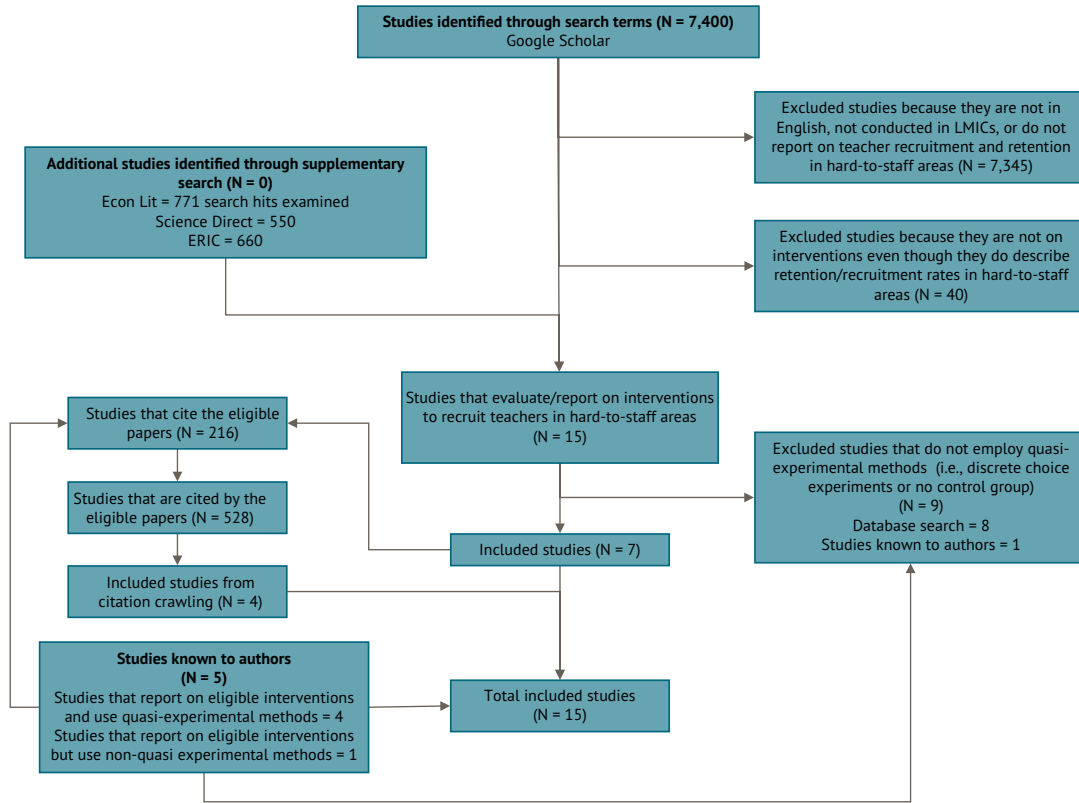 Studies identified through search terms (N = 7,400)
Google Scholar
Excluded studies because they are not in
English, not conducted in LMICs, or do not
report on teacher recruitment and retention
in hard-to-staff areas (N = 7,345)
Additional studies identified through supplementary
search (N = 0)
Econ Lit = 771 search hits examined
Science Direct = 550
ERIC = 660
Excluded studies because they are not on
interventions even though they do describe
retention/recruitment rates in hard-to-staff
areas (N = 40)
Studies that evaluate/report on interventions
to recruit teachers in hard-to-staff areas
(N = 15)
Studies that cite the eligible
papers (N = 216)
Excluded studies that do not employ quasi-
experimental methods (i.e., discrete choice
experiments or no control group)
(N = 9)
Database search = 8
Studies known to authors = 1
Studies that are cited by the
eligible papers (N = 528)
Included studies (N = 7)
Included studies from
citation crawling (N = 4)
Studies known to authors
(N = 5)
Studies that report on eligible interventions
and use quasi-experimental methods = 4
Studies that report on eligible interventions
but use non-quasi experimental methods = 1
Total included studies
(N = 15)